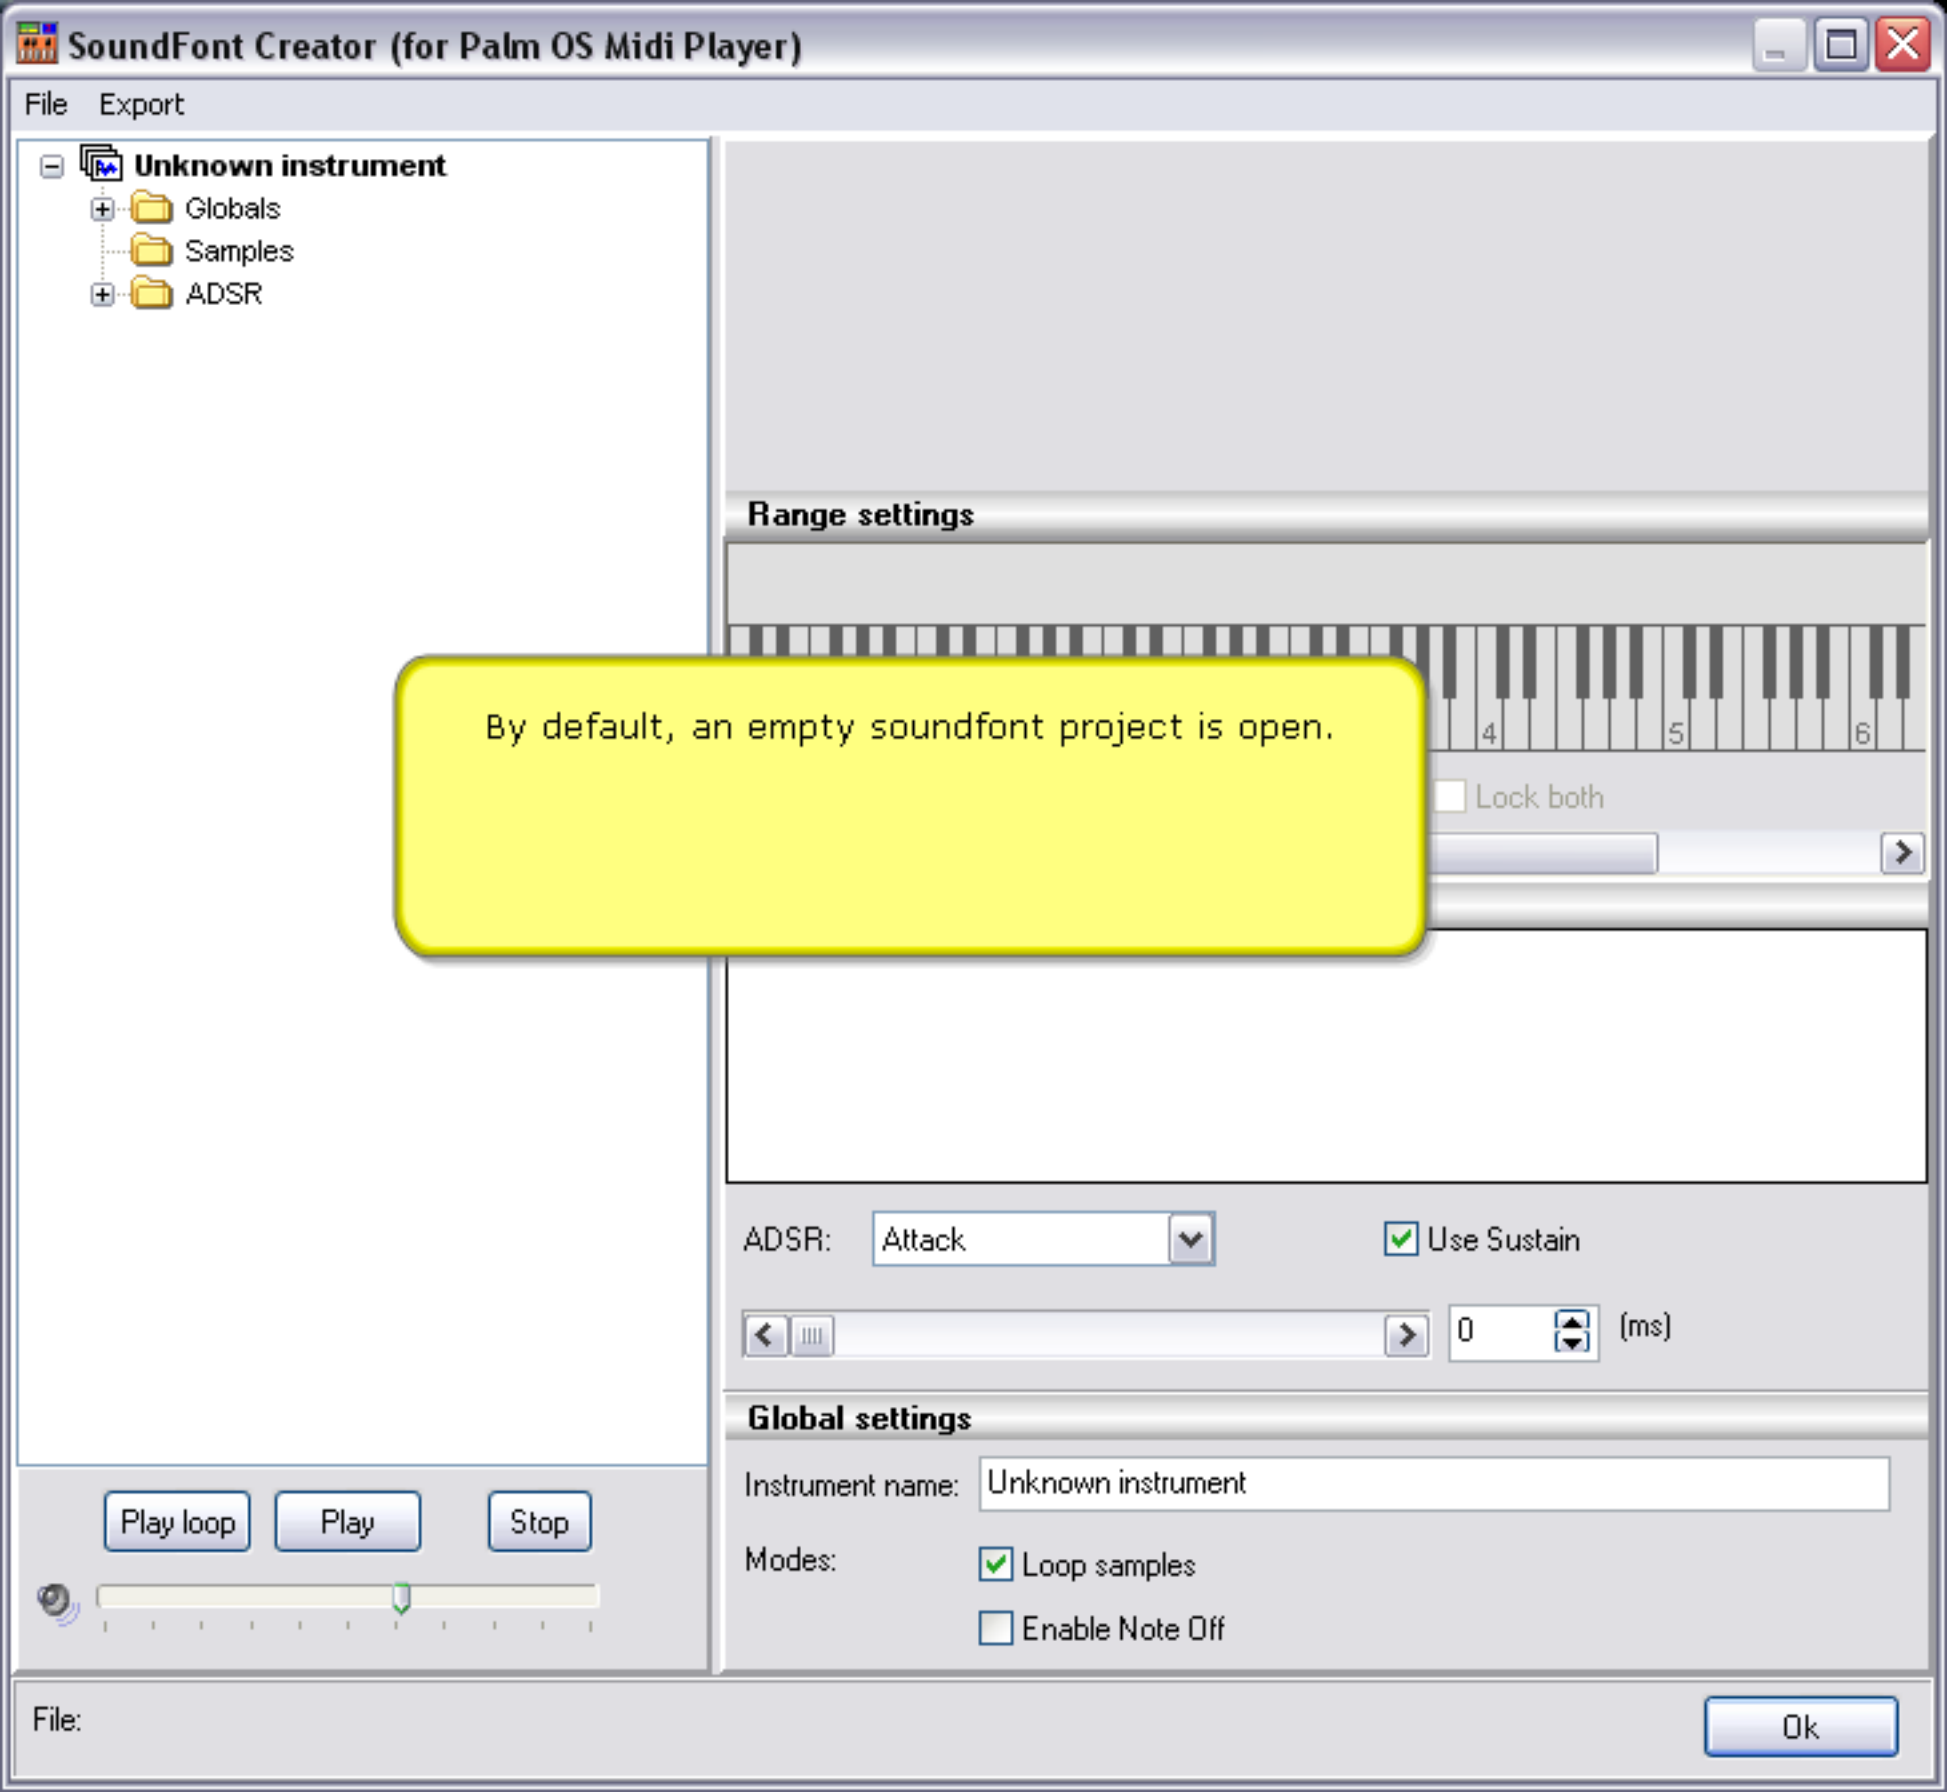 SoundFont Creator (for Palm OS Midi Player)
File Export
Unknown instrument
Globals
Samples
ADSR
Range settings
4 5 6
By default, an empty soundfont project is open.
Lock both
ADSR: Attack Use Sustain
0 (ms)
Global settings
Instrument name: Unknown instrument
Modes: Loop samples
Enable Note Off
Play loop Play Stop
File:
Ok